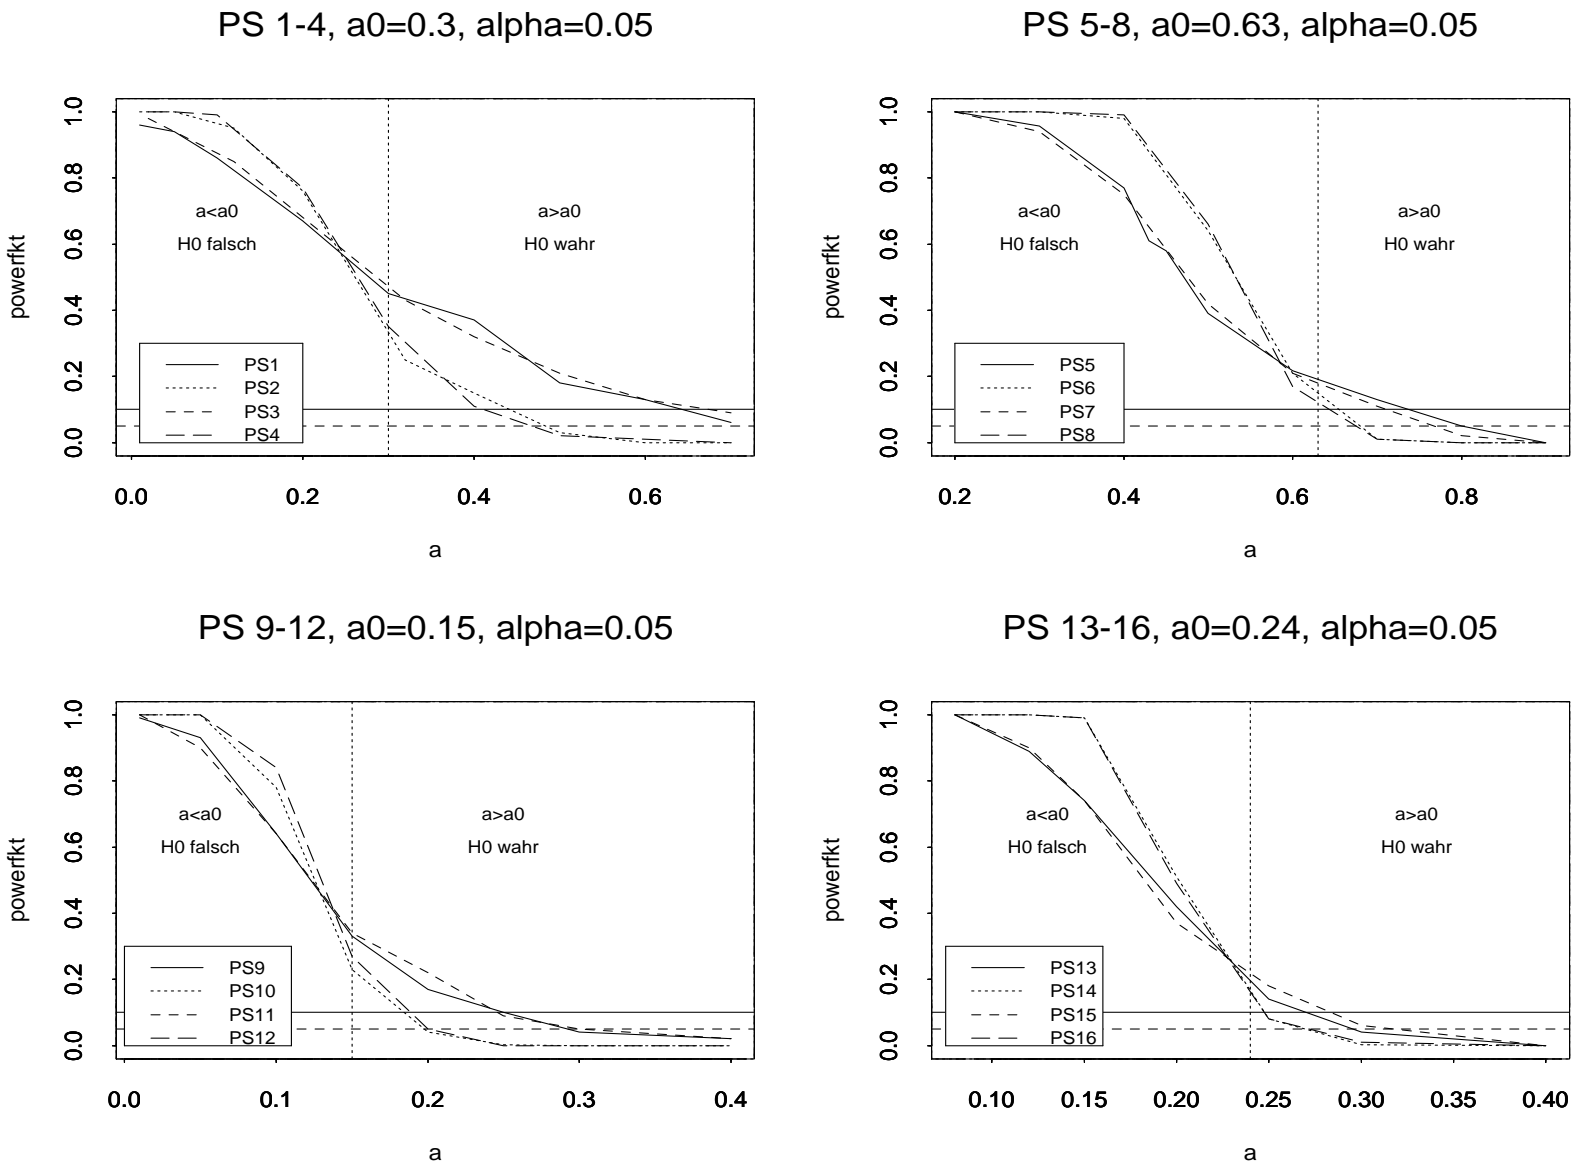 PS 1-4, a0=0.3, alpha=0.05
powerfkt
1.0
0.8
0.6
0.4
0.2
0.0
a<a0
H0 falsch
a>a0
H0 wahr
PS1
PS2
PS3
PS4
0.0 0.2 0.4 0.6
a
PS 5-8, a0=0.63, alpha=0.05
powerfkt
1.0
0.8
0.6
0.4
0.2
0.0
a<a0
H0 falsch
a>a0
H0 wahr
PS5
PS6
PS7
PS8
0.2 0.4 0.6 0.8
a
PS 9-12, a0=0.15, alpha=0.05
powerfkt
1.0
0.8
0.6
0.4
0.2
0.0
a<a0
H0 falsch
a>a0
H0 wahr
PS9
PS10
PS11
PS12
0.0 0.1 0.2 0.3 0.4
a
PS 13-16, a0=0.24, alpha=0.05
powerfkt
1.0
0.8
0.6
0.4
0.2
0.0
a<a0
H0 falsch
a>a0
H0 wahr
PS13
PS14
PS15
PS16
0.10 0.15 0.20 0.25 0.30 0.35 0.40
a